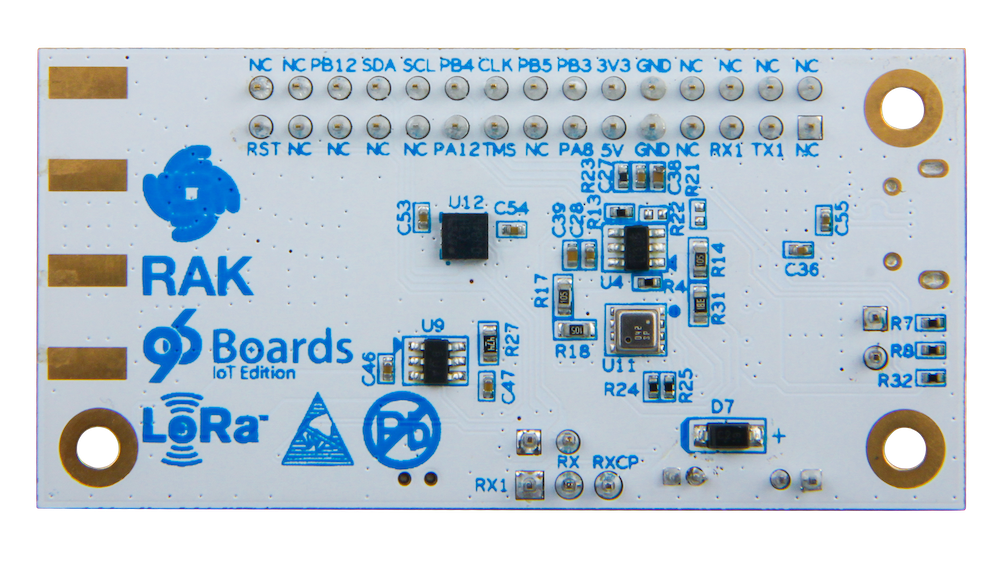 NC NC PB12 SDA SCL PB4 CLK PB5 PB3 3V3 GND NC NC NC NC
RST NC NC NC NC PA12 TMS NC PA8 5V GND NC RX1 TX1 NC
R23
C27
C38
R21
C53
U12
C54
C39
C28
R13
R22
C55
RAK
U4
R4
R14
C36
R17
R31
96Boards
IoT Edition
U9
R27
R18
U11
R7
R8
R32
C46
C47
R24
R25
LoRa™
Pb
D7
+
RX
RXCP
RX1